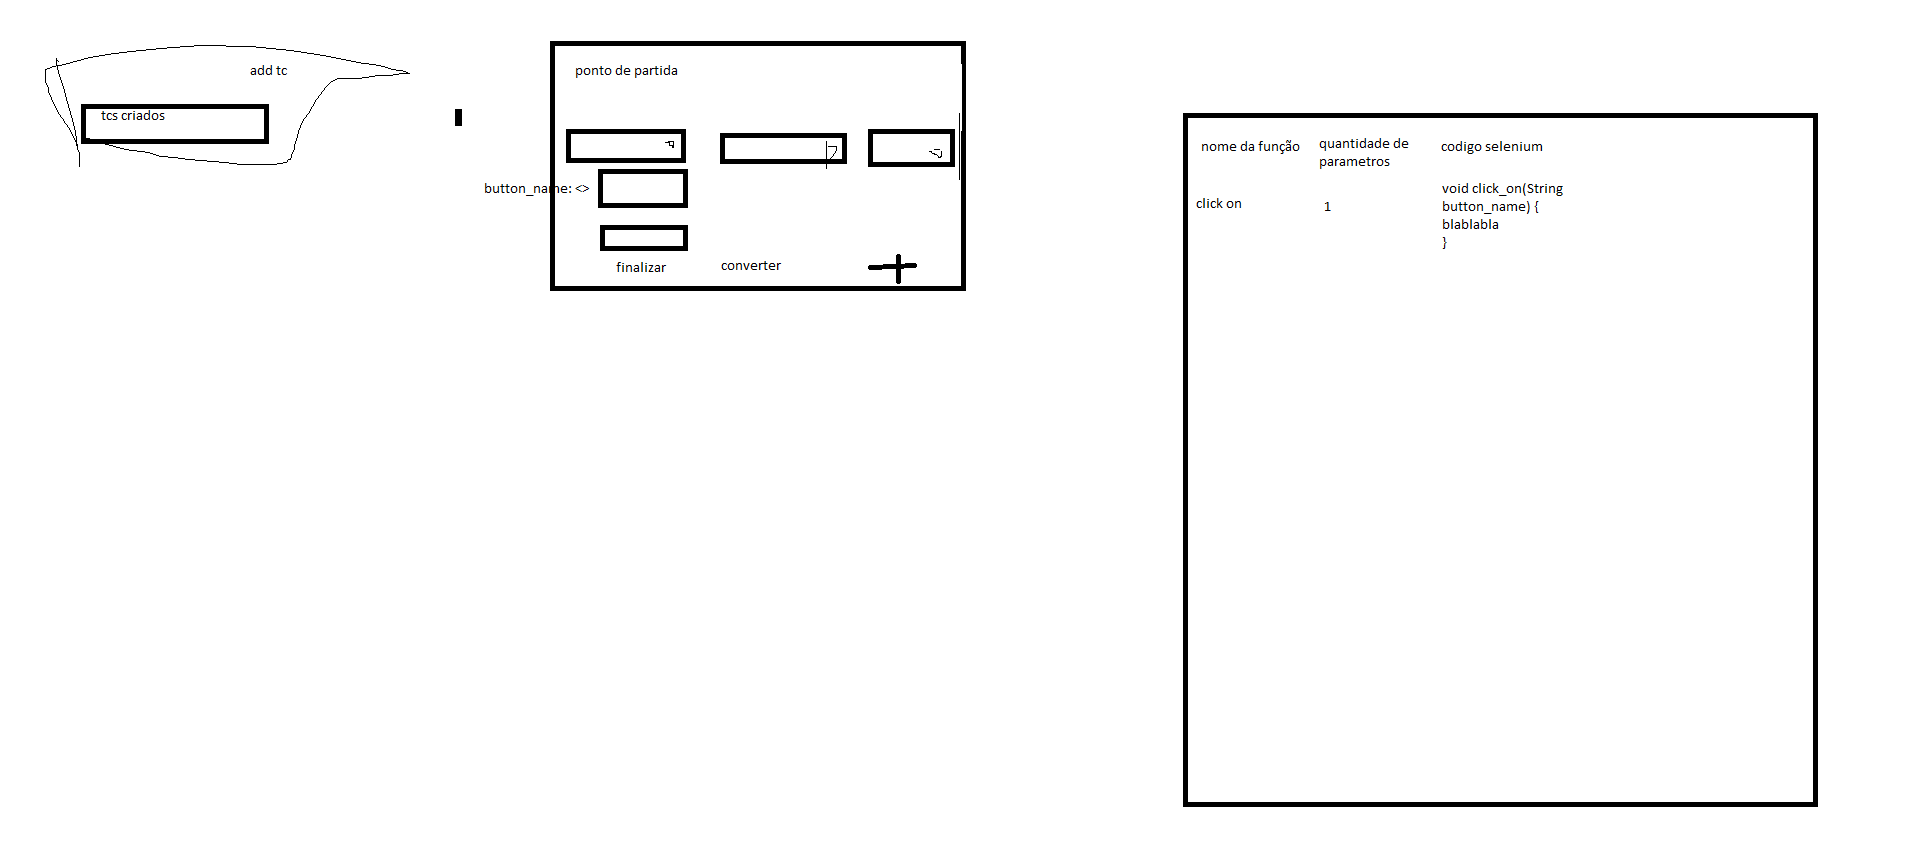 add tc
tcs criados
ponto de partida
button_name: <>
finalizar
converter
nome da função
quantidade de
parametros
codigo selenium
click on
1
void click_on(String
button_name) {
blablabla
}